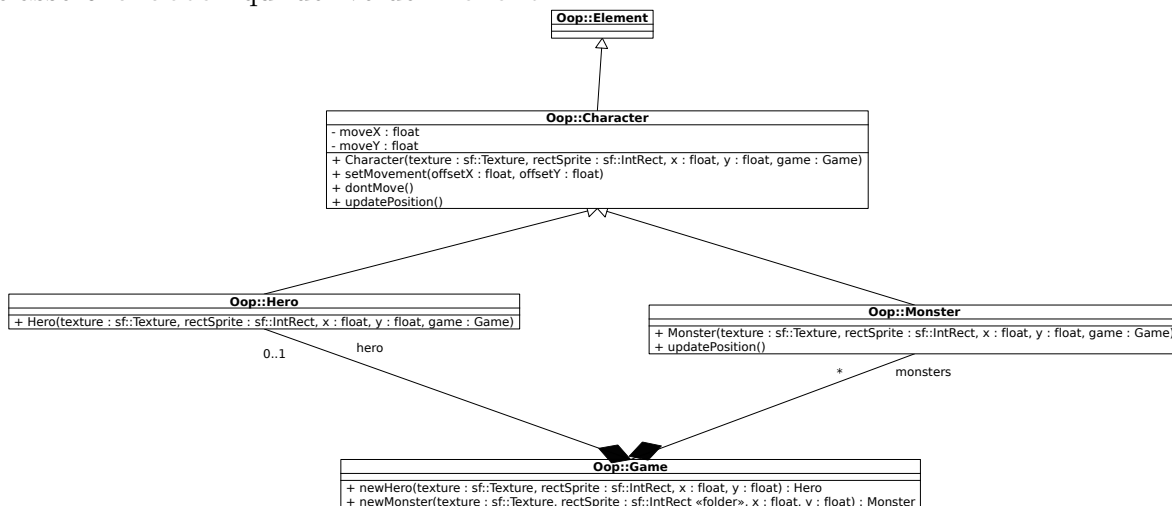 Oop::Element
Oop::Character
- moveX : float
- moveY : float
+ Character(texture : sf::Texture, rectSprite : sf::IntRect, x : float, y : float, game : Game)
+ setMovement(offsetX : float, offsetY : float)
+ dontMove()
+ updatePosition()
Oop::Hero
+ Hero(texture : sf::Texture, rectSprite : sf::IntRect, x : float, y : float, game : Game)
Oop::Monster
+ Monster(texture : sf::Texture, rectSprite : sf::IntRect, x : float, y : float, game : Game)
+ updatePosition()
0..1
hero
*
monsters
Oop::Game
+ newHero(texture : sf::Texture, rectSprite : sf::IntRect, x : float, y : float) : Hero
+ newMonster(texture : sf::Texture, rectSprite : sf::IntRect «folder», x : float, y : float) : Monster